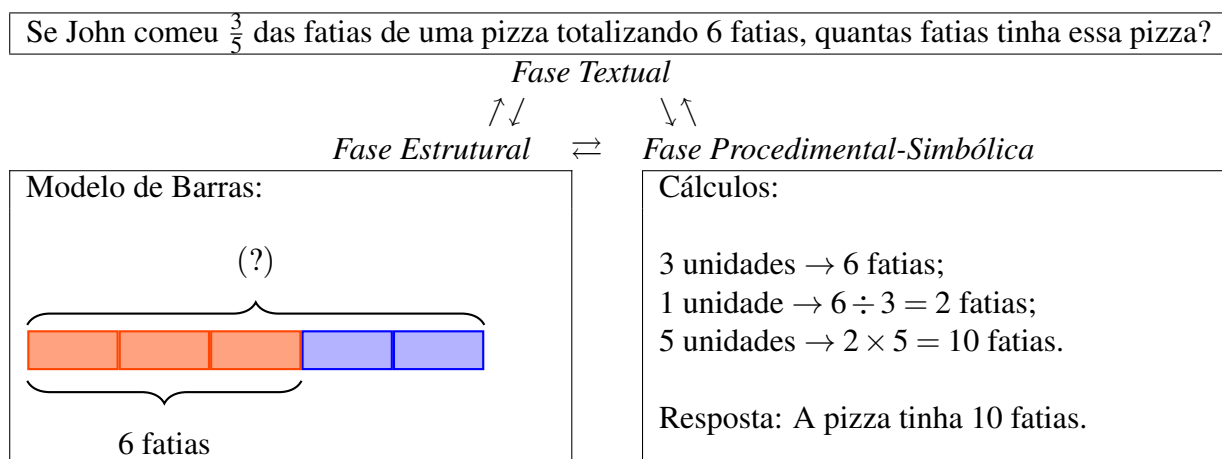 Se John comeu 3/5 das fatias de uma pizza totalizando 6 fatias, quantas fatias tinha essa pizza?
Fase Textual
↗↙ ↘↖
Fase Estrutural ⇄ Fase Procedimental-Simbólica
Modelo de Barras:
(?)
6 fatias
Cálculos:
3 unidades → 6 fatias;
1 unidade → 6 ÷ 3 = 2 fatias;
5 unidades → 2 × 5 = 10 fatias.
Resposta: A pizza tinha 10 fatias.